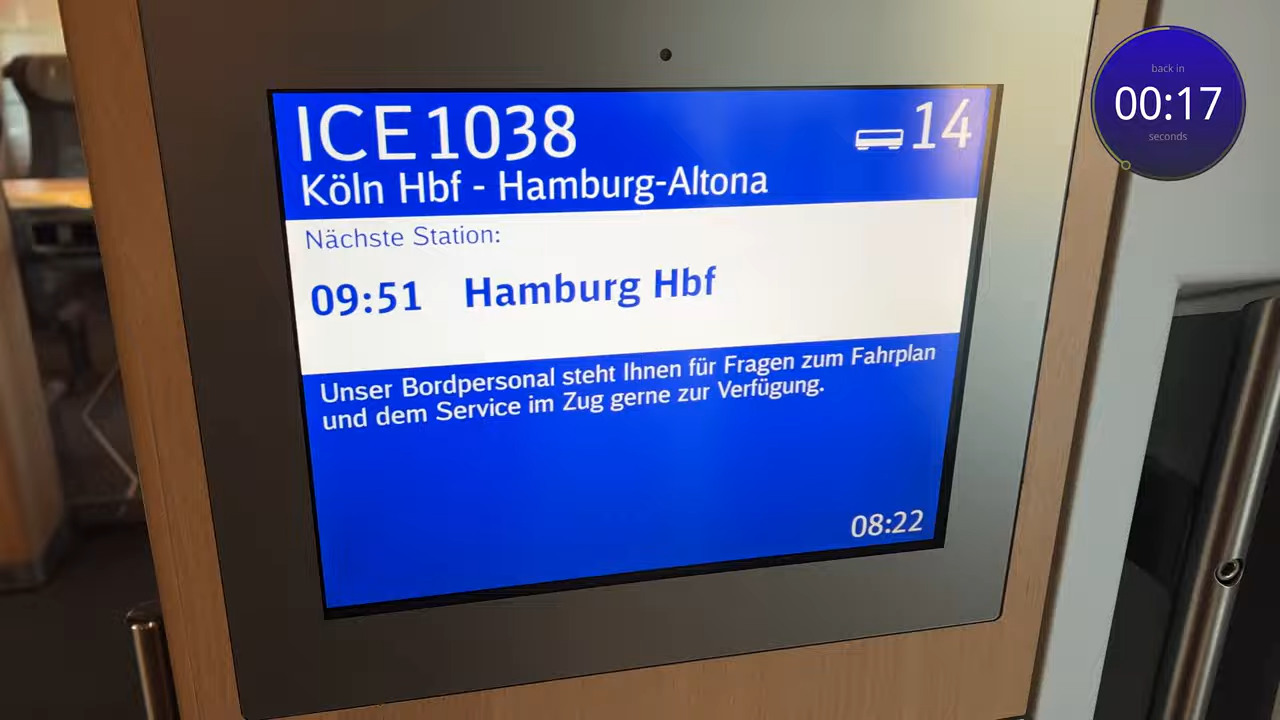 ICE 1038
14
Köln Hbf - Hamburg-Altona
Nächste Station:
09:51 Hamburg Hbf
Unser Bordpersonal steht Ihnen für Fragen zum Fahrplan
und dem Service im Zug gerne zur Verfügung.
08:22
back in
00:17
seconds